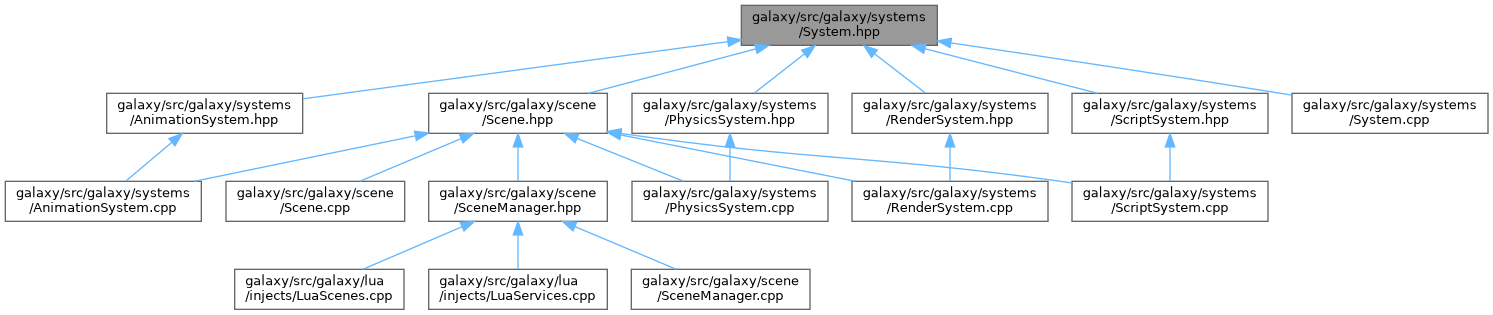 galaxy/src/galaxy/systems
/System.hpp
galaxy/src/galaxy/systems
/AnimationSystem.hpp
galaxy/src/galaxy/scene
/Scene.hpp
galaxy/src/galaxy/systems
/PhysicsSystem.hpp
galaxy/src/galaxy/systems
/RenderSystem.hpp
galaxy/src/galaxy/systems
/ScriptSystem.hpp
galaxy/src/galaxy/systems
/System.cpp
galaxy/src/galaxy/systems
/AnimationSystem.cpp
galaxy/src/galaxy/scene
/Scene.cpp
galaxy/src/galaxy/scene
/SceneManager.hpp
galaxy/src/galaxy/systems
/PhysicsSystem.cpp
galaxy/src/galaxy/systems
/RenderSystem.cpp
galaxy/src/galaxy/systems
/ScriptSystem.cpp
galaxy/src/galaxy/lua
/injects/LuaScenes.cpp
galaxy/src/galaxy/lua
/injects/LuaServices.cpp
galaxy/src/galaxy/scene
/SceneManager.cpp